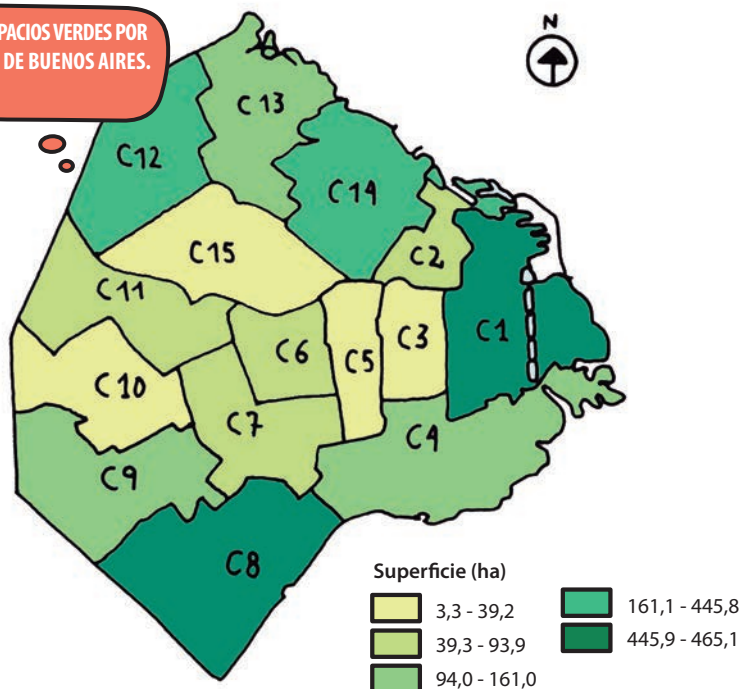 PACIOS VERDES POR
DE BUENOS AIRES.
N
C 13
C12
C14
C15
C2
C11
C1
C6
C5
C3
C10
C7
C4
C9
C8
Superficie (ha)
3,3 - 39,2
39,3 - 93,9
94,0 - 161,0
161,1 - 445,8
445,9 - 465,1